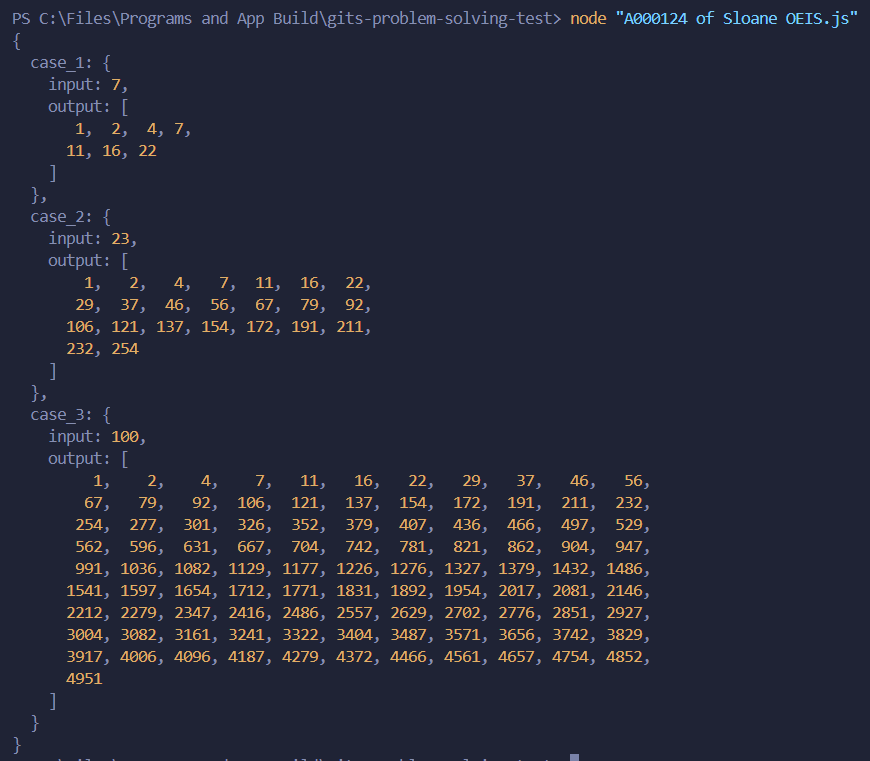 PS C:\Files\Programs and App Build\gits-problem-solving-test> node "A000124 of Sloane OEIS.js"
{
  case_1: {
    input: 7,
    output: [
       1,  2,  4, 7,
      11, 16, 22
    ]
  },
  case_2: {
    input: 23,
    output: [
        1,   2,   4,   7,  11,  16,  22,
       29,  37,  46,  56,  67,  79,  92,
      106, 121, 137, 154, 172, 191, 211,
      232, 254
    ]
  },
  case_3: {
    input: 100,
    output: [
         1,    2,    4,    7,   11,   16,   22,   29,   37,   46,   56,
        67,   79,   92,  106,  121,  137,  154,  172,  191,  211,  232,
       254,  277,  301,  326,  352,  379,  407,  436,  466,  497,  529,
       562,  596,  631,  667,  704,  742,  781,  821,  862,  904,  947,
       991, 1036, 1082, 1129, 1177, 1226, 1276, 1327, 1379, 1432, 1486,
      1541, 1597, 1654, 1712, 1771, 1831, 1892, 1954, 2017, 2081, 2146,
      2212, 2279, 2347, 2416, 2486, 2557, 2629, 2702, 2776, 2851, 2927,
      3004, 3082, 3161, 3241, 3322, 3404, 3487, 3571, 3656, 3742, 3829,
      3917, 4006, 4096, 4187, 4279, 4372, 4466, 4561, 4657, 4754, 4852,
      4951
    ]
  }
}